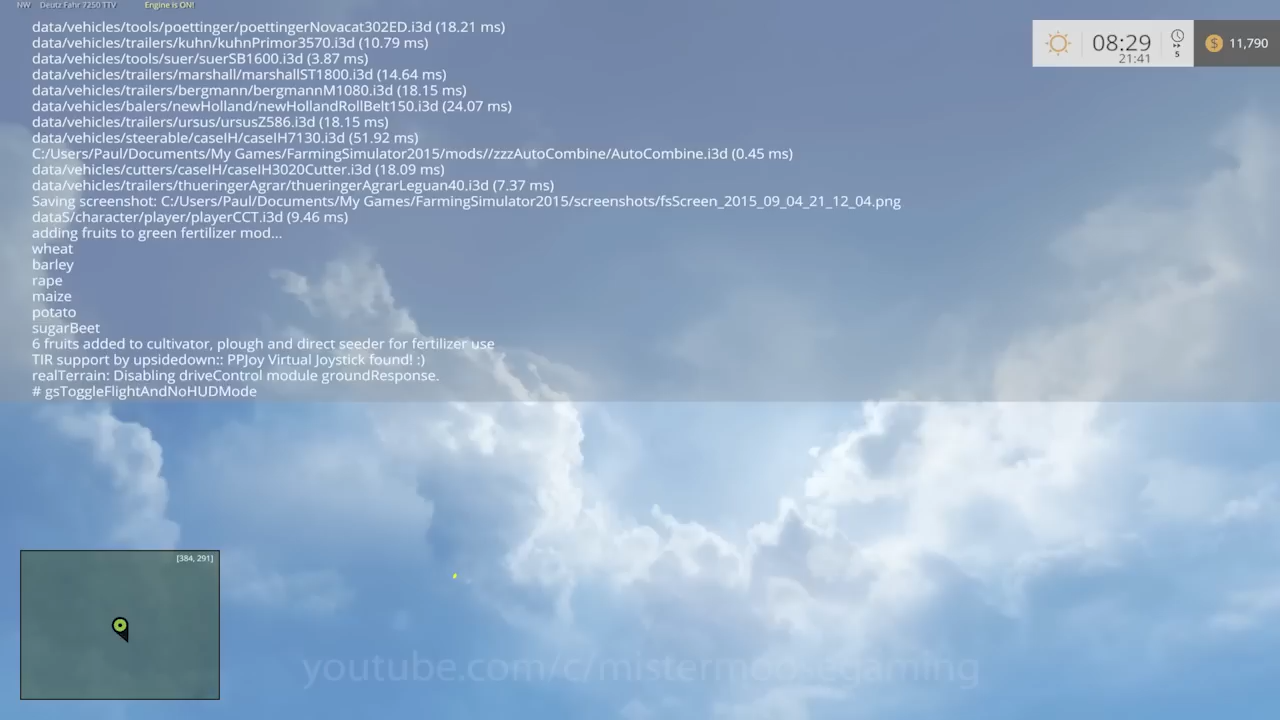 NW Deutz Fahr 7250 TTV Engine is ON!
data/vehicles/tools/poettinger/poettingerNovacat302ED.i3d (18.21 ms)
data/vehicles/trailers/kuhn/kuhnPrimor3570.i3d (10.79 ms)
data/vehicles/tools/suer/suerSB1600.i3d (3.87 ms)
data/vehicles/trailers/marshall/marshallST1800.i3d (14.64 ms)
data/vehicles/trailers/bergmann/bergmannM1080.i3d (18.15 ms)
data/vehicles/balers/newHolland/newHollandRollBelt150.i3d (24.07 ms)
data/vehicles/trailers/ursus/ursusZ586.i3d (18.15 ms)
data/vehicles/steerable/caseIH/caseIH7130.i3d (51.92 ms)
C:/Users/Paul/Documents/My Games/FarmingSimulator2015/mods//zzzAutoCombine/AutoCombine.i3d (0.45 ms)
data/vehicles/cutters/caseIH/caseIH3020Cutter.i3d (18.09 ms)
data/vehicles/trailers/thueringerAgrar/thueringerAgrarLeguan40.i3d (7.37 ms)
Saving screenshot: C:/Users/Paul/Documents/My Games/FarmingSimulator2015/screenshots/fsScreen_2015_09_04_21_12_04.png
dataS/character/player/playerCCT.i3d (9.46 ms)
adding fruits to green fertilizer mod...
wheat
barley
rape
maize
potato
sugarBeet
6 fruits added to cultivator, plough and direct seeder for fertilizer use
TIR support by upsidedown:: PPJoy Virtual Joystick found! :)
realTerrain: Disabling driveControl module groundResponse.
# gsToggleFlightAndNoHUDMode
08:29
21:41
5
$ 11,790
[384, 291]